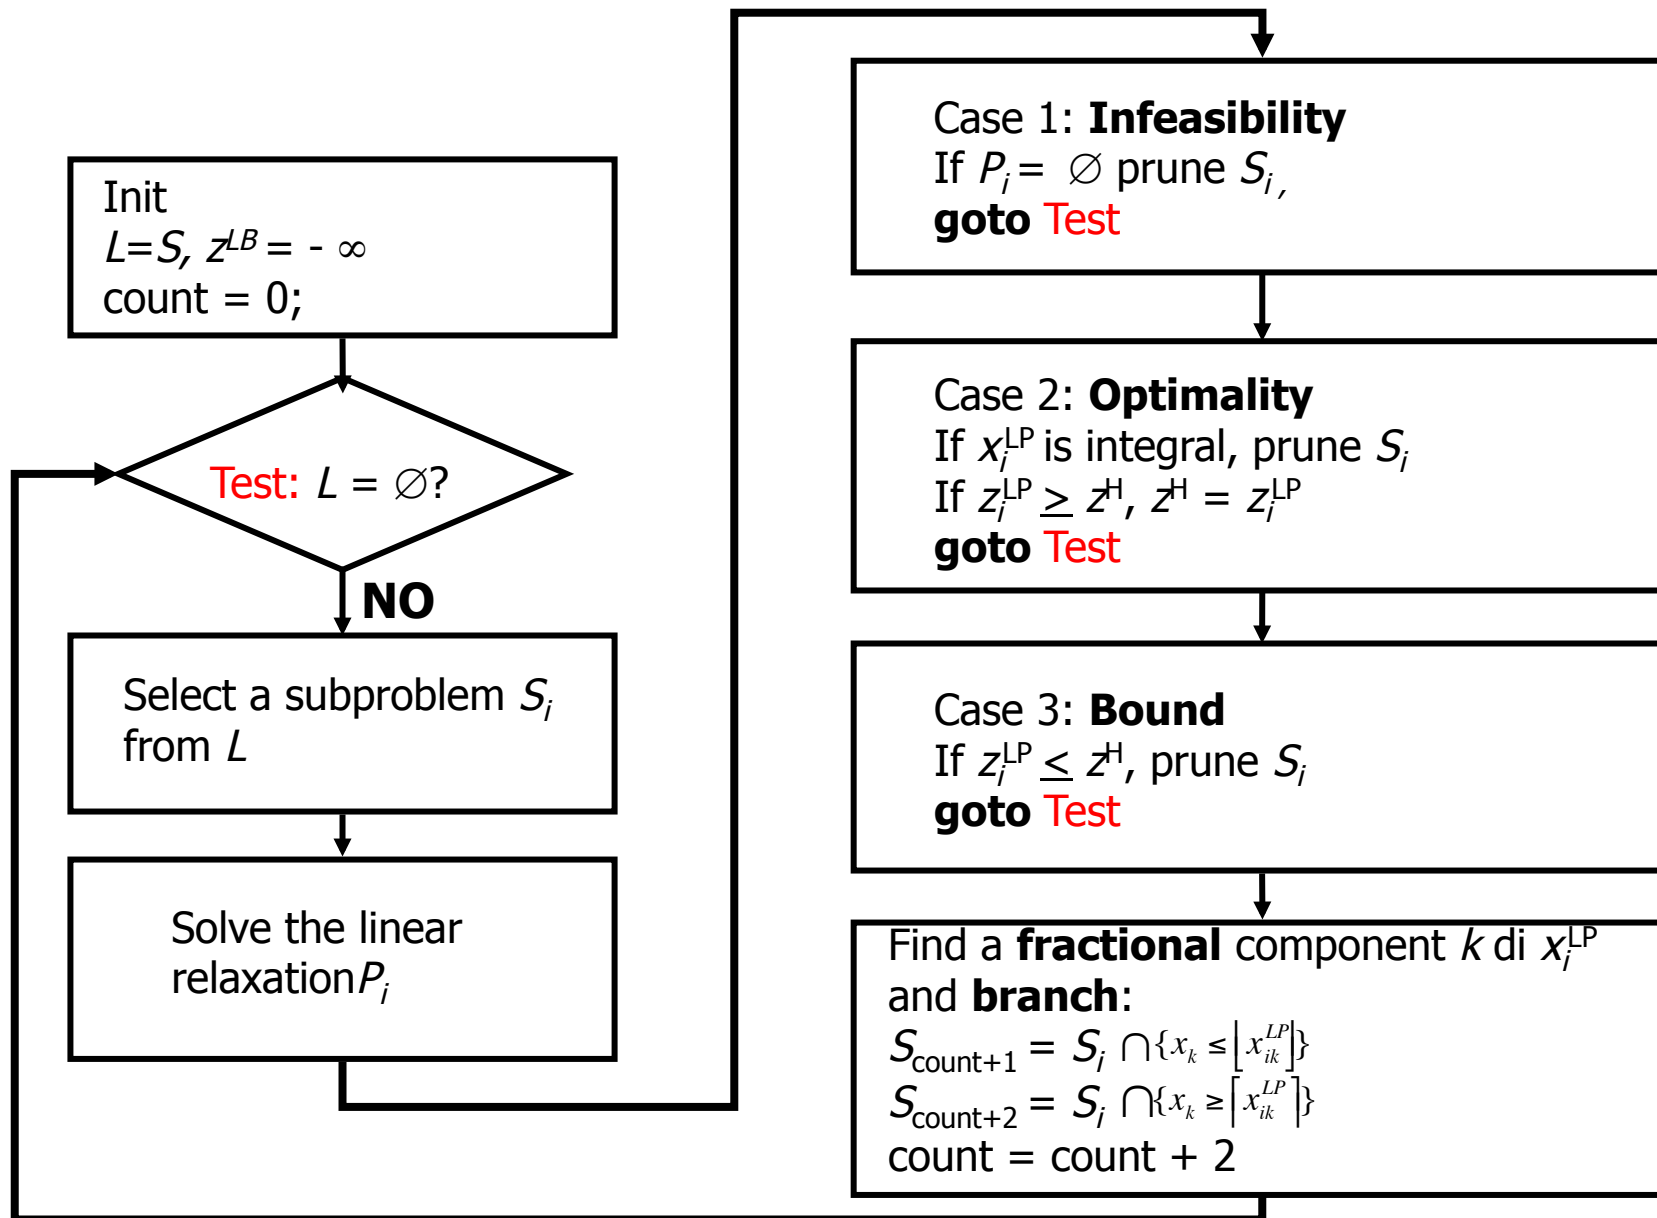 Init
L=S, z^LB = - ∞
count = 0;
Test: L = ∅?
NO
Select a subproblem S_i
from L
Solve the linear
relaxationP_i
Case 1: Infeasibility
If P_i = ∅ prune S_i ,
goto Test
Case 2: Optimality
If x_i^LP is integral, prune S_i
If z_i^LP ≥ z^H, z^H = z_i^LP
goto Test
Case 3: Bound
If z_i^LP ≤ z^H, prune S_i
goto Test
Find a fractional component k di x_i^LP
and branch:
S_count+1 = S_i ∩{x_k ≤ ⌊x_ik^LP⌋}
S_count+2 = S_i ∩{x_k ≥ ⌈x_ik^LP⌉}
count = count + 2